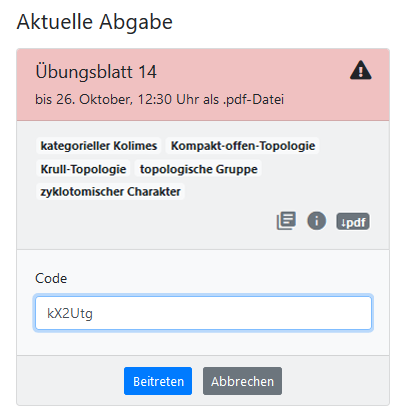 Aktuelle Abgabe
Übungsblatt 14
bis 26. Oktober, 12:30 Uhr als .pdf-Datei
kategorieller Kolimes Kompakt-offen-Topologie
Krull-Topologie topologische Gruppe
zyklotomischer Charakter
↓pdf
Code
kX2Utg
Beitreten Abbrechen